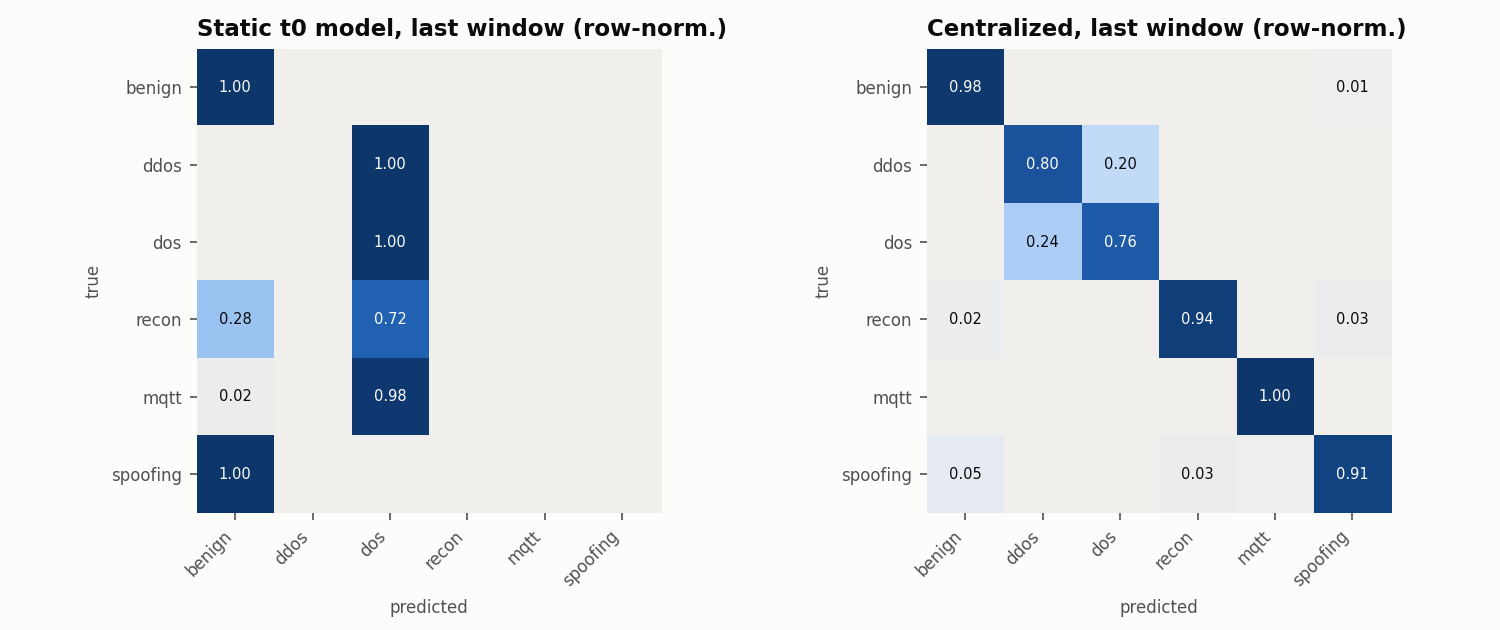 Static t0 model, last window (row-norm.)
true
benign 1.00
ddos 1.00
dos 1.00
recon 0.28 0.72
mqtt 0.02 0.98
spoofing 1.00
benign ddos dos recon mqtt spoofing
predicted
Centralized, last window (row-norm.)
true
benign 0.98 0.01
ddos 0.80 0.20
dos 0.24 0.76
recon 0.02 0.94 0.03
mqtt 1.00
spoofing 0.05 0.03 0.91
benign ddos dos recon mqtt spoofing
predicted